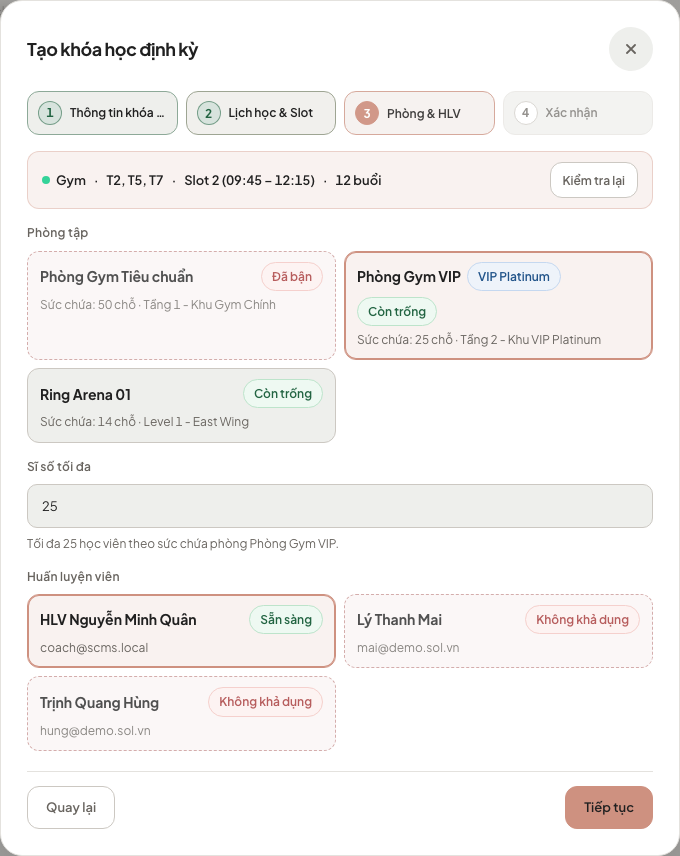 Tạo khóa học định kỳ
1 Thông tin khóa ...
2 Lịch học & Slot
3 Phòng & HLV
4 Xác nhận
Gym · T2, T5, T7 · Slot 2 (09:45 – 12:15) · 12 buổi
Kiểm tra lại
Phòng tập
Phòng Gym Tiêu chuẩn
Đã bận
Sức chứa: 50 chỗ · Tầng 1 - Khu Gym Chính
Phòng Gym VIP
VIP Platinum
Còn trống
Sức chứa: 25 chỗ · Tầng 2 - Khu VIP Platinum
Ring Arena 01
Còn trống
Sức chứa: 14 chỗ · Level 1 - East Wing
Sĩ số tối đa
25
Tối đa 25 học viên theo sức chứa phòng Phòng Gym VIP.
Huấn luyện viên
HLV Nguyễn Minh Quân
Sẵn sàng
coach@scms.local
Lý Thanh Mai
Không khả dụng
mai@demo.sol.vn
Trịnh Quang Hùng
Không khả dụng
hung@demo.sol.vn
Quay lại
Tiếp tục